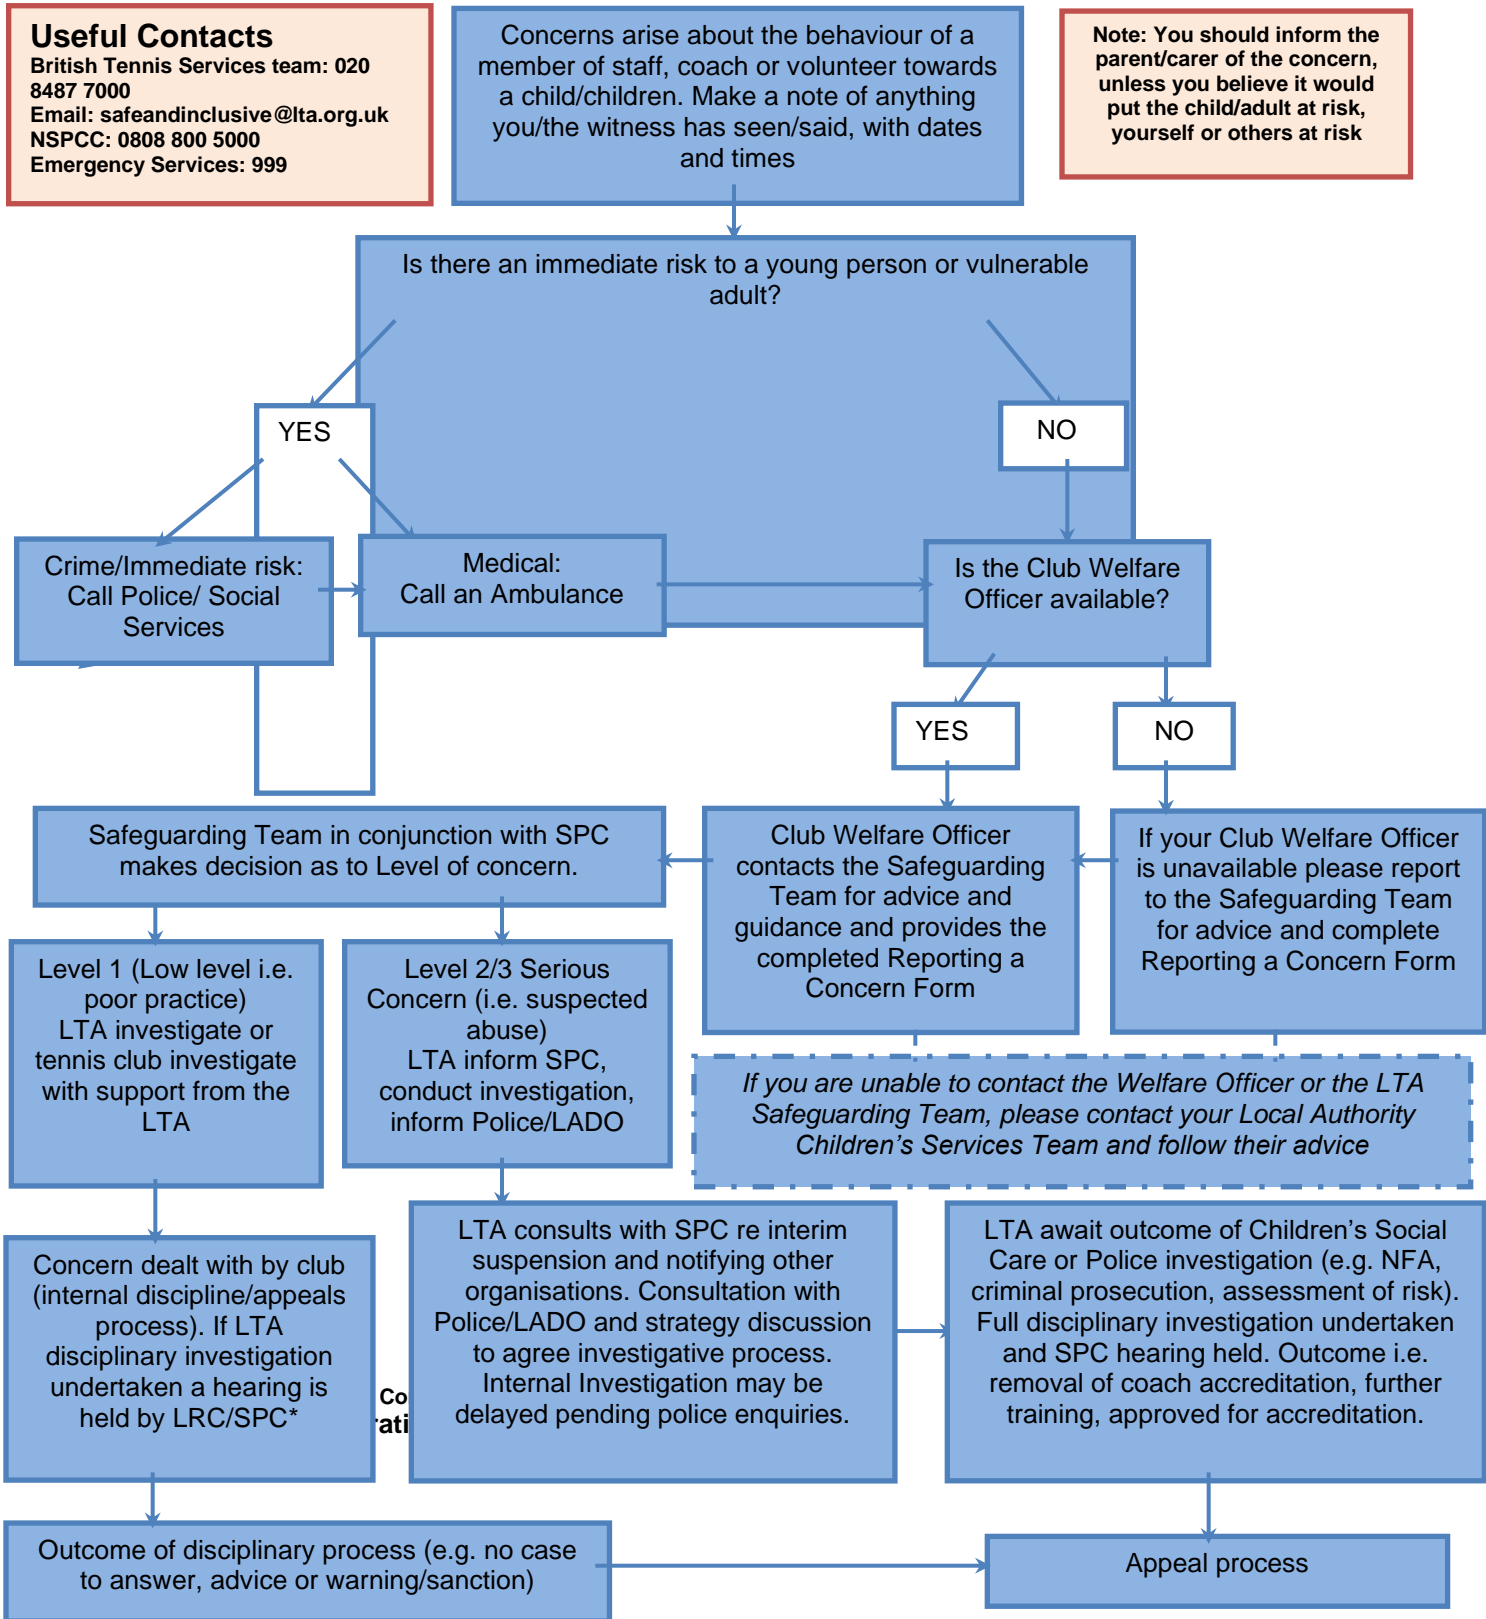 Useful Contacts
British Tennis Services team: 020
8487 7000
Email: safeandinclusive@lta.org.uk
NSPCC: 0808 800 5000
Emergency Services: 999
Concerns arise about the behaviour of a
member of staff, coach or volunteer towards
a child/children. Make a note of anything
you/the witness has seen/said, with dates
and times
Note: You should inform the
parent/carer of the concern,
unless you believe it would
put the child/adult at risk,
yourself or others at risk
Is there an immediate risk to a young person or vulnerable
adult?
YES
NO
Crime/Immediate risk:
Call Police/ Social
Services
Medical:
Call an Ambulance
Is the Club Welfare
Officer available?
YES
NO
Safeguarding Team in conjunction with SPC
makes decision as to Level of concern.
Club Welfare Officer
contacts the Safeguarding
Team for advice and
guidance and provides the
completed Reporting a
Concern Form
If your Club Welfare Officer
is unavailable please report
to the Safeguarding Team
for advice and complete
Reporting a Concern Form
Level 1 (Low level i.e.
poor practice)
LTA investigate or
tennis club investigate
with support from the
LTA
Level 2/3 Serious
Concern (i.e. suspected
abuse)
LTA inform SPC,
conduct investigation,
inform Police/LADO
If you are unable to contact the Welfare Officer or the LTA
Safeguarding Team, please contact your Local Authority
Children’s Services Team and follow their advice
Concern dealt with by club
(internal discipline/appeals
process). If LTA
disciplinary investigation
undertaken a hearing is
held by LRC/SPC*
Co
rati
LTA consults with SPC re interim
suspension and notifying other
organisations. Consultation with
Police/LADO and strategy discussion
to agree investigative process.
Internal Investigation may be
delayed pending police enquiries.
LTA await outcome of Children’s Social
Care or Police investigation (e.g. NFA,
criminal prosecution, assessment of risk).
Full disciplinary investigation undertaken
and SPC hearing held. Outcome i.e.
removal of coach accreditation, further
training, approved for accreditation.
Outcome of disciplinary process (e.g. no case
to answer, advice or warning/sanction)
Appeal process